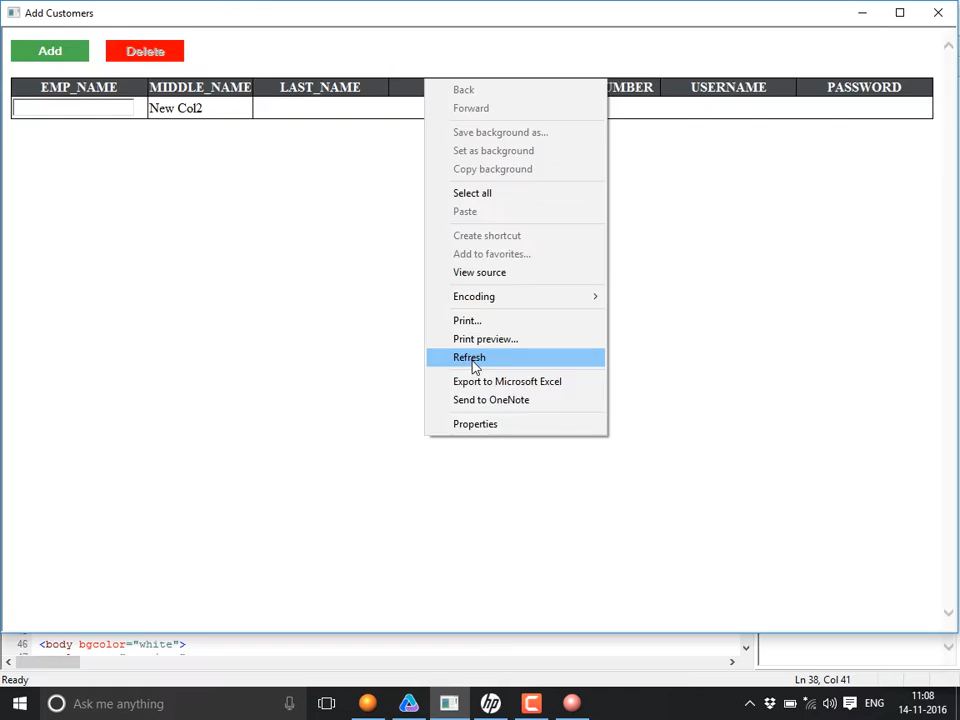 Add Customers
Add
Delete
EMP_NAME MIDDLE_NAME LAST_NAME UMBER USERNAME PASSWORD
New Col2
Back
Forward
Save background as...
Set as background
Copy background
Select all
Paste
Create shortcut
Add to favorites...
View source
Encoding
Print...
Print preview...
Refresh
Export to Microsoft Excel
Send to OneNote
Properties
46 <body bgcolor="white">
Ready Ln 38, Col 41
Ask me anything
ENG
11:08
14-11-2016